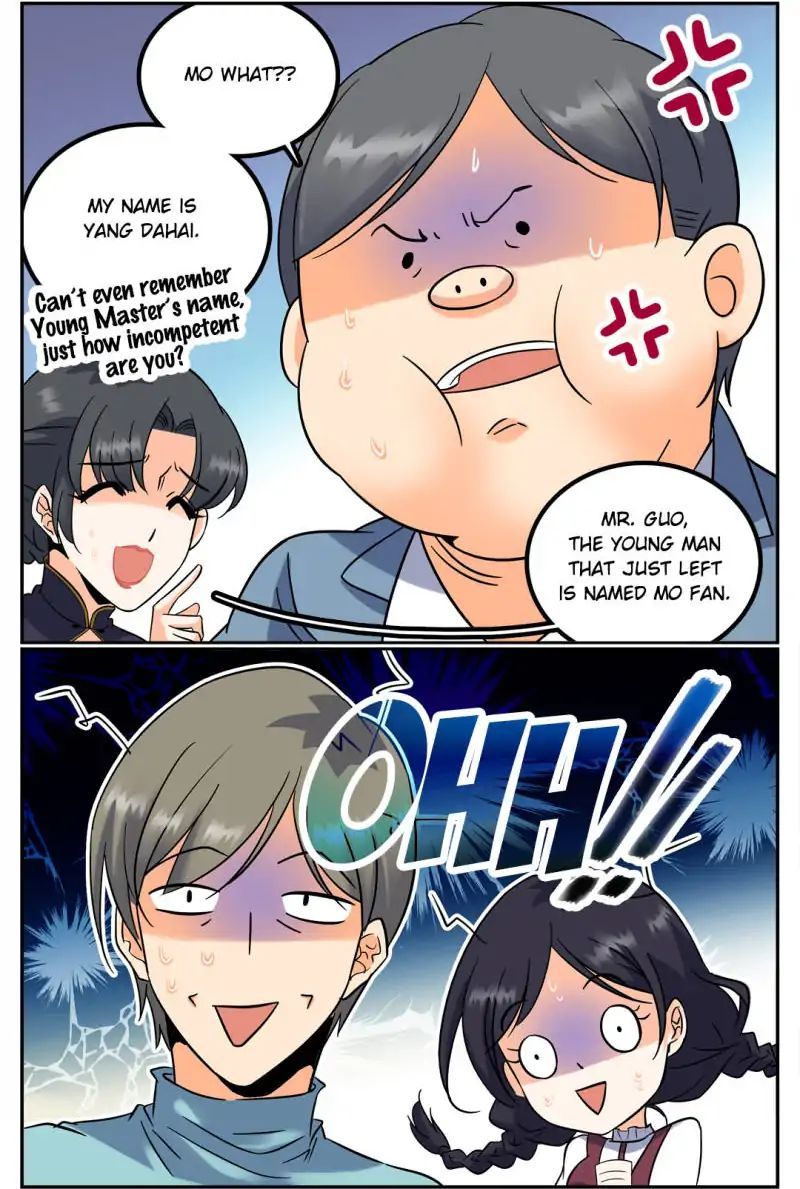 MO WHAT??
MY NAME IS
YANG DAHAI.
Can't even remember
Young Master's name,
just how incompetent
are you?
MR. GUO,
THE YOUNG MAN
THAT JUST LEFT
IS NAMED MO FAN.
OHH!!